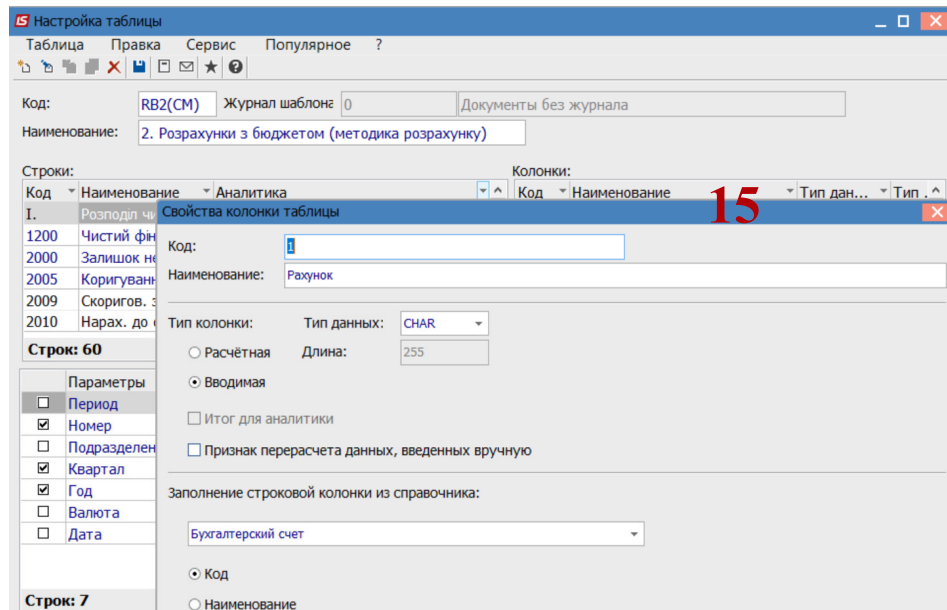 Настройка таблицы
Таблица Правка Сервис Популярное ?
Код: RB2(CM) Журнал шаблона 0 Документы без журнала
Наименование: 2. Розрахунки з бюджетом (методика розрахунку)
Строки: Колонки:
Код Наименование Аналитика Код Наименование Тип дан... Тип .
15
I. Розподіл чи
Свойства колонки таблицы
1200 Чистий фін
2000 Залишок не
2005 Коригуванн
2009 Скоригов. з
2010 Нарах. до
Строк: 60
Код: 1
Наименование: Рахунок
Тип колонки: Тип данных: CHAR
Расчётная Длина: 255
Вводимая
Итог для аналитики
Признак перерасчета данных, введенных вручную
Заполнение строковой колонки из справочника:
Бухгалтерский счет
Код
Наименование
Параметры
Период
Номер
Подразделен
Квартал
Год
Валюта
Дата
Строк: 7